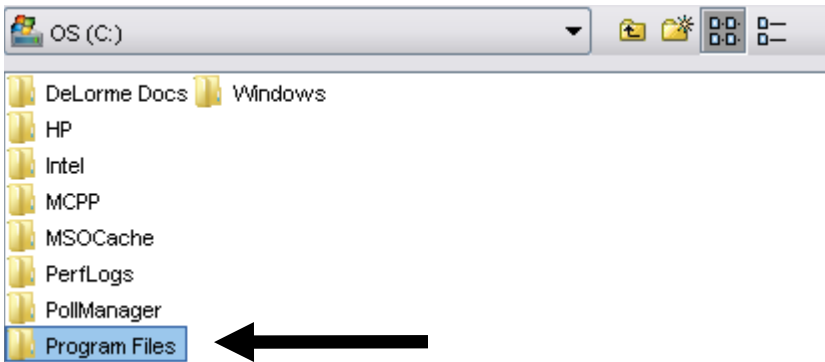 OS (C:)
DeLorme Docs Windows
HP
Intel
MCPP
MSOCache
PerfLogs
PollManager
Program Files